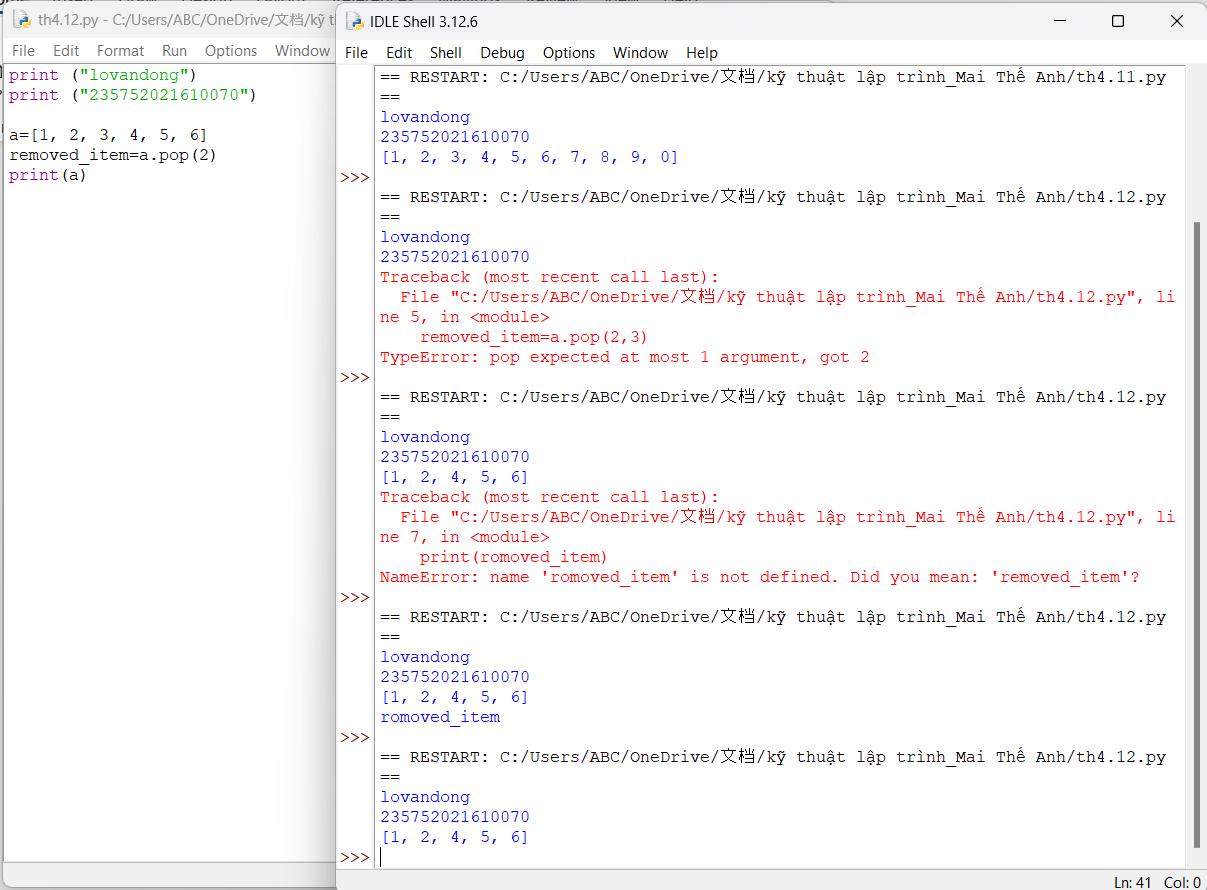 th4.12.py - C:/Users/ABC/OneDrive/文档/kỹ
File Edit Format Run Options Window
print ("lovandong")
print ("235752021610070")
a=[1, 2, 3, 4, 5, 6]
removed_item=a.pop(2)
print(a)
IDLE Shell 3.12.6
File Edit Shell Debug Options Window Help
== RESTART: C:/Users/ABC/OneDrive/文档/kỹ thuật lập trình_Mai Thế Anh/th4.11.py
==
lovandong
235752021610070
[1, 2, 3, 4, 5, 6, 7, 8, 9, 0]
>>>
== RESTART: C:/Users/ABC/OneDrive/文档/kỹ thuật lập trình_Mai Thế Anh/th4.12.py
==
lovandong
235752021610070
Traceback (most recent call last):
File "C:/Users/ABC/OneDrive/文档/kỹ thuật lập trình_Mai Thế Anh/th4.12.py", li
ne 5, in <module>
removed_item=a.pop(2,3)
TypeError: pop expected at most 1 argument, got 2
>>>
== RESTART: C:/Users/ABC/OneDrive/文档/kỹ thuật lập trình_Mai Thế Anh/th4.12.py
==
lovandong
235752021610070
[1, 2, 4, 5, 6]
Traceback (most recent call last):
File "C:/Users/ABC/OneDrive/文档/kỹ thuật lập trình_Mai Thế Anh/th4.12.py", li
ne 7, in <module>
print(romoved_item)
NameError: name 'romoved_item' is not defined. Did you mean: 'removed_item'?
>>>
== RESTART: C:/Users/ABC/OneDrive/文档/kỹ thuật lập trình_Mai Thế Anh/th4.12.py
==
lovandong
235752021610070
[1, 2, 4, 5, 6]
romoved_item
>>>
== RESTART: C:/Users/ABC/OneDrive/文档/kỹ thuật lập trình_Mai Thế Anh/th4.12.py
==
lovandong
235752021610070
[1, 2, 4, 5, 6]
>>>
Ln: 41 Col: 0